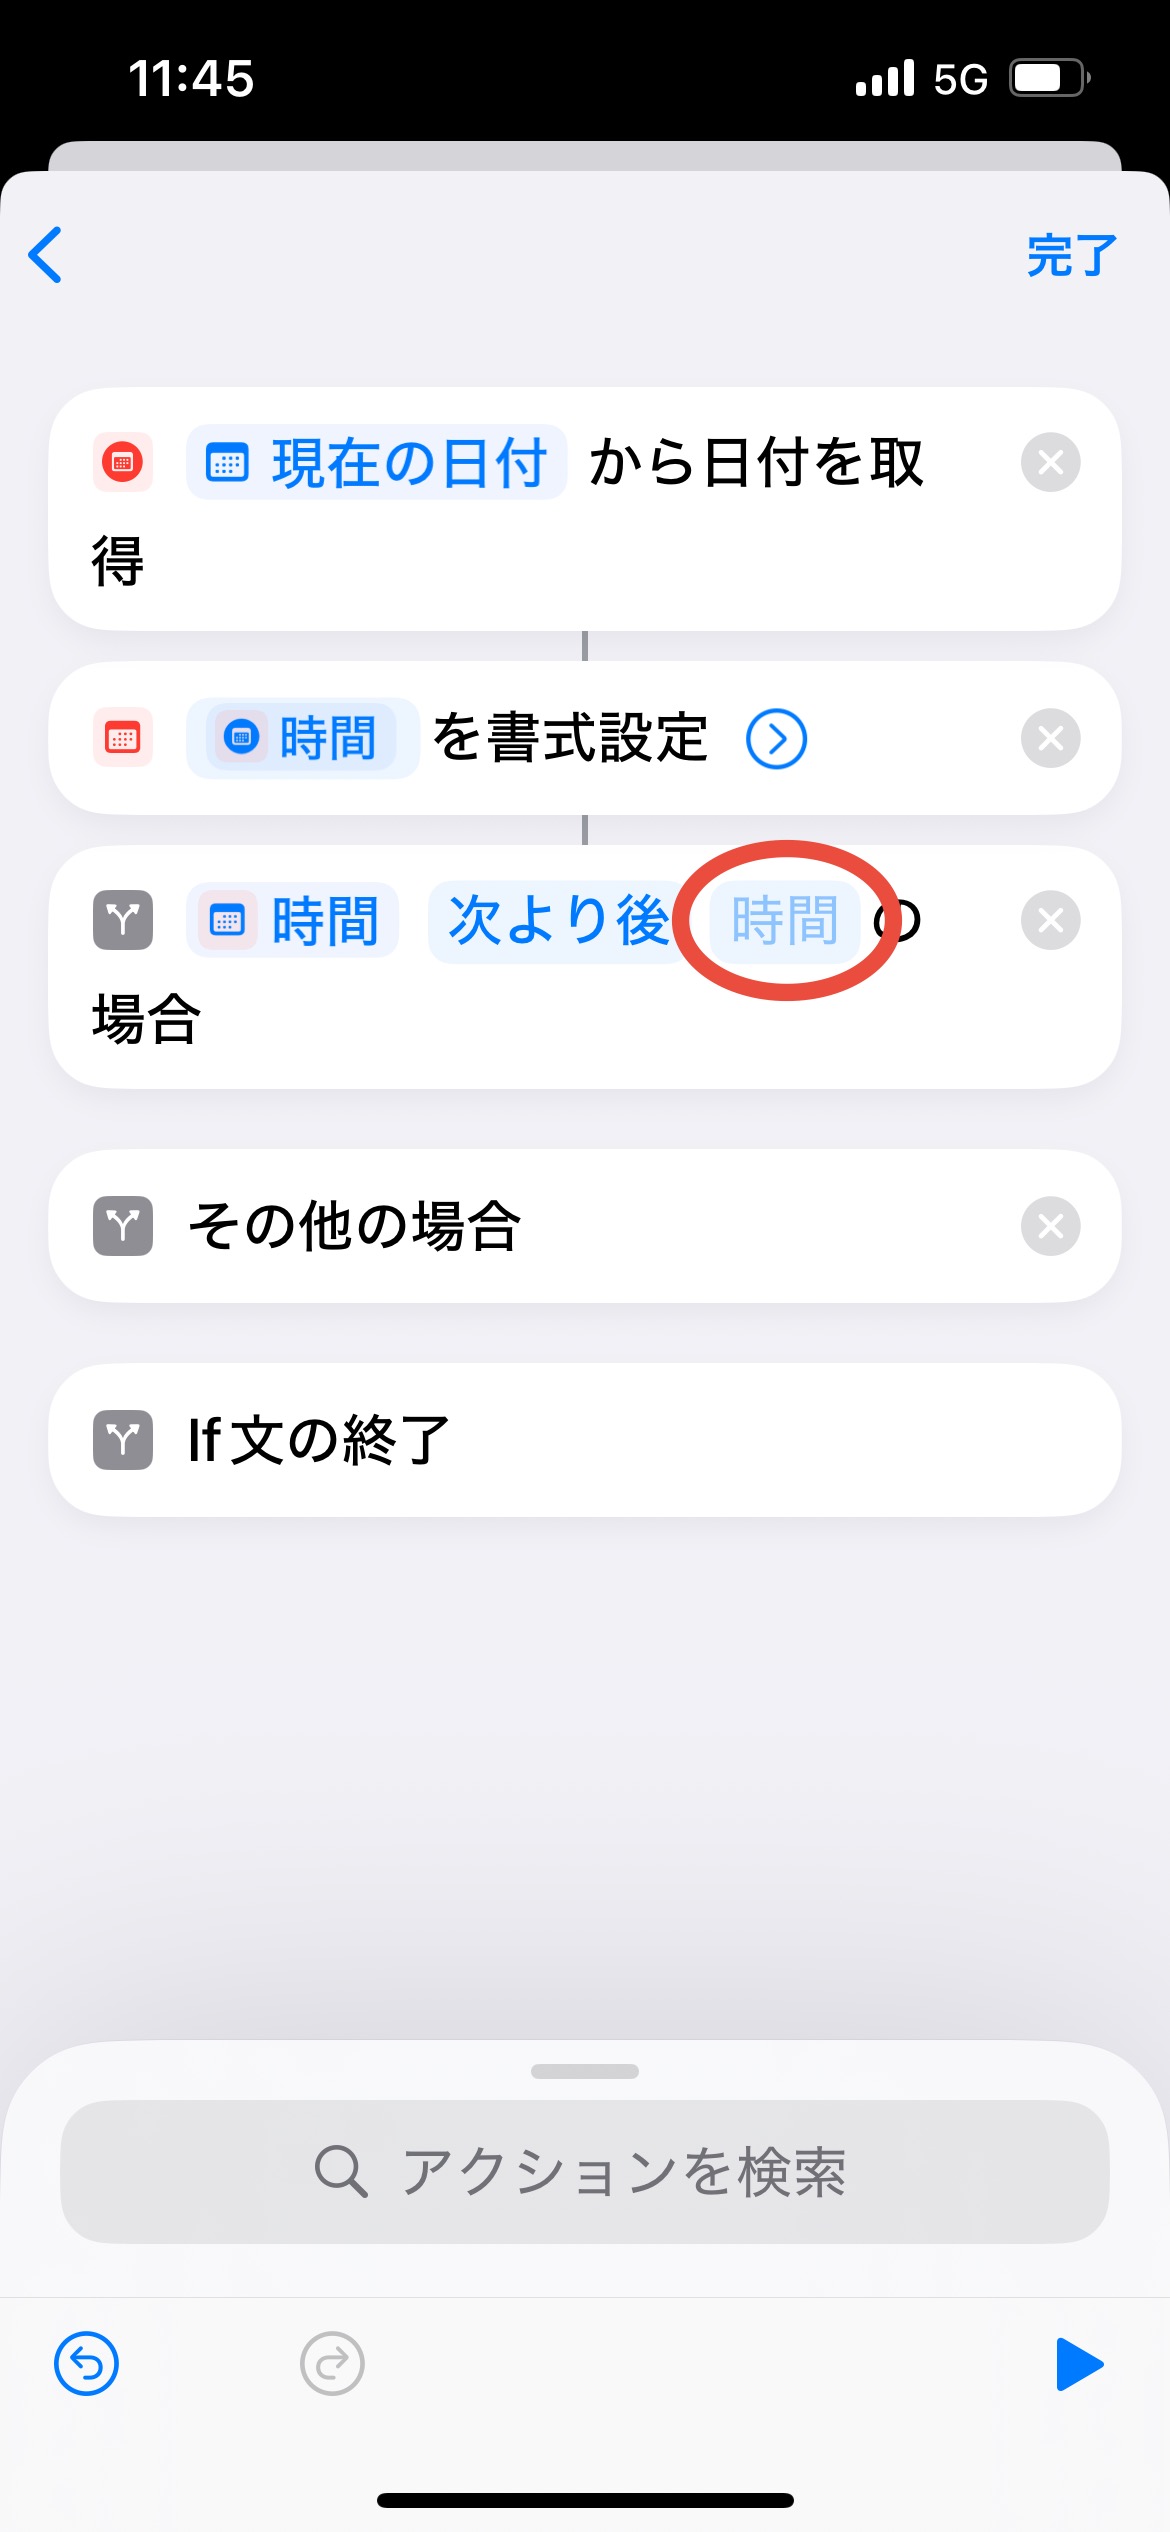 11:45 5G
完了
現在の日付 から日付を取
得
時間 を書式設定
時間 次より後 時間 の
場合
その他の場合
If文の終了
アクションを検索